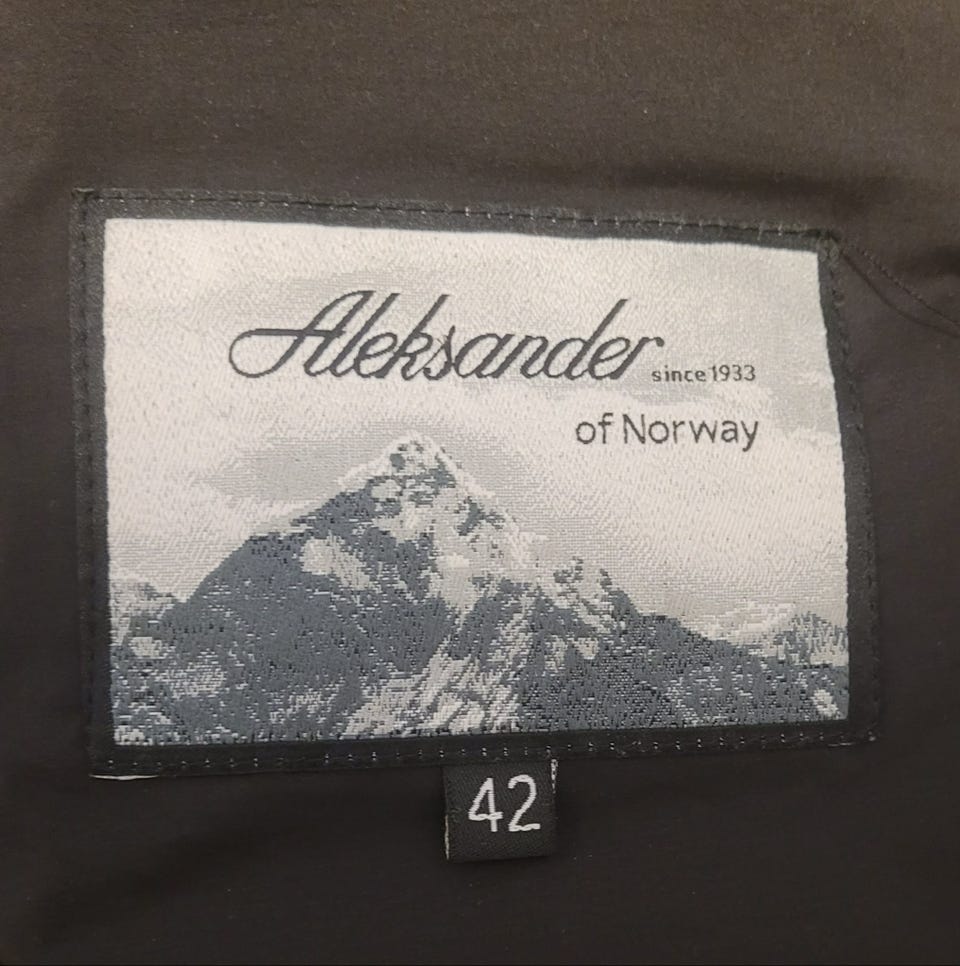 Aleksander since 1933
of Norway
42